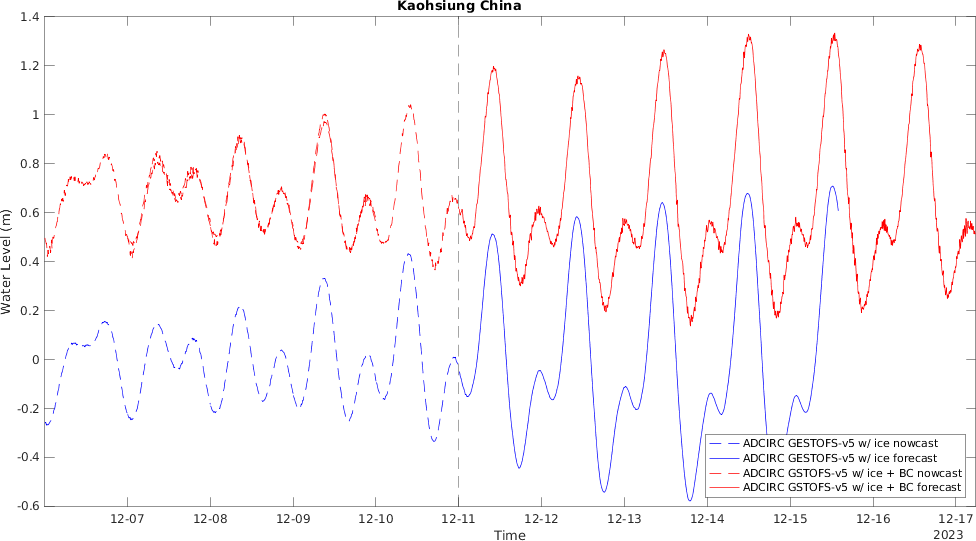 Kaohsiung China
1.4
1.2
1
0.8
0.6
0.4
0.2
0
-0.2
-0.4
-0.6
Water Level (m)
ADCIRC GESTOFS-v5 w/ ice nowcast
ADCIRC GESTOFS-v5 w/ ice forecast
ADCIRC GSTOFS-v5 w/ ice + BC nowcast
ADCIRC GSTOFS-v5 w/ ice + BC forecast
12-07 12-08 12-09 12-10 12-11 12-12 12-13 12-14 12-15 12-16 12-17
Time
2023